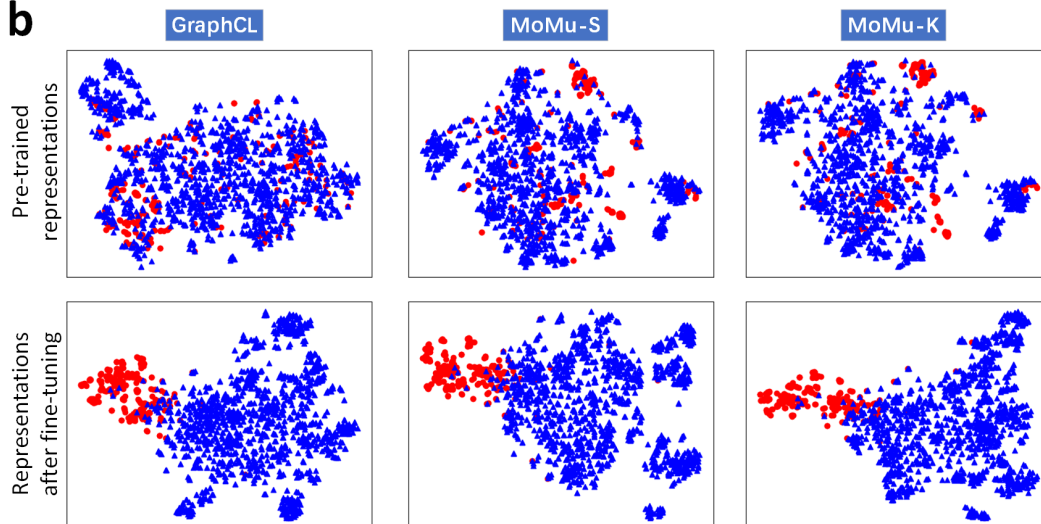 b
GraphCL
MoMu-S
MoMu-K
Pre-trained
representations
Representations
after fine-tuning